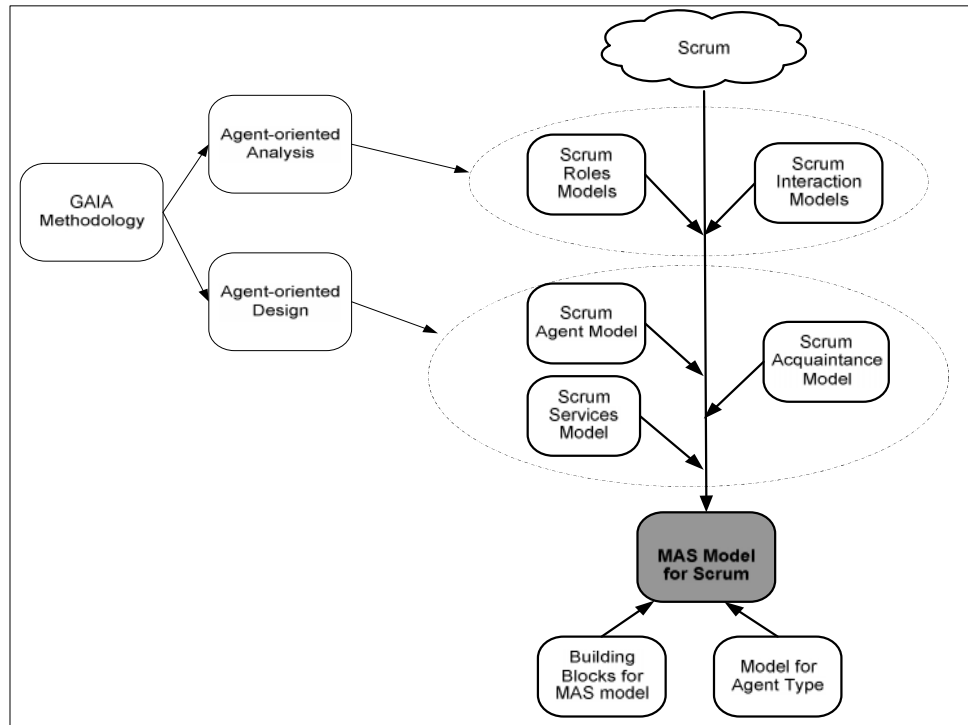 Scrum
Agent-oriented
Analysis
Scrum
Roles
Models
Scrum
Interaction
Models
GAIA
Methodology
Agent-oriented
Design
Scrum
Agent Model
Scrum
Acquaintance
Model
Scrum
Services
Model
MAS Model
for Scrum
Building
Blocks for
MAS model
Model for
Agent Type